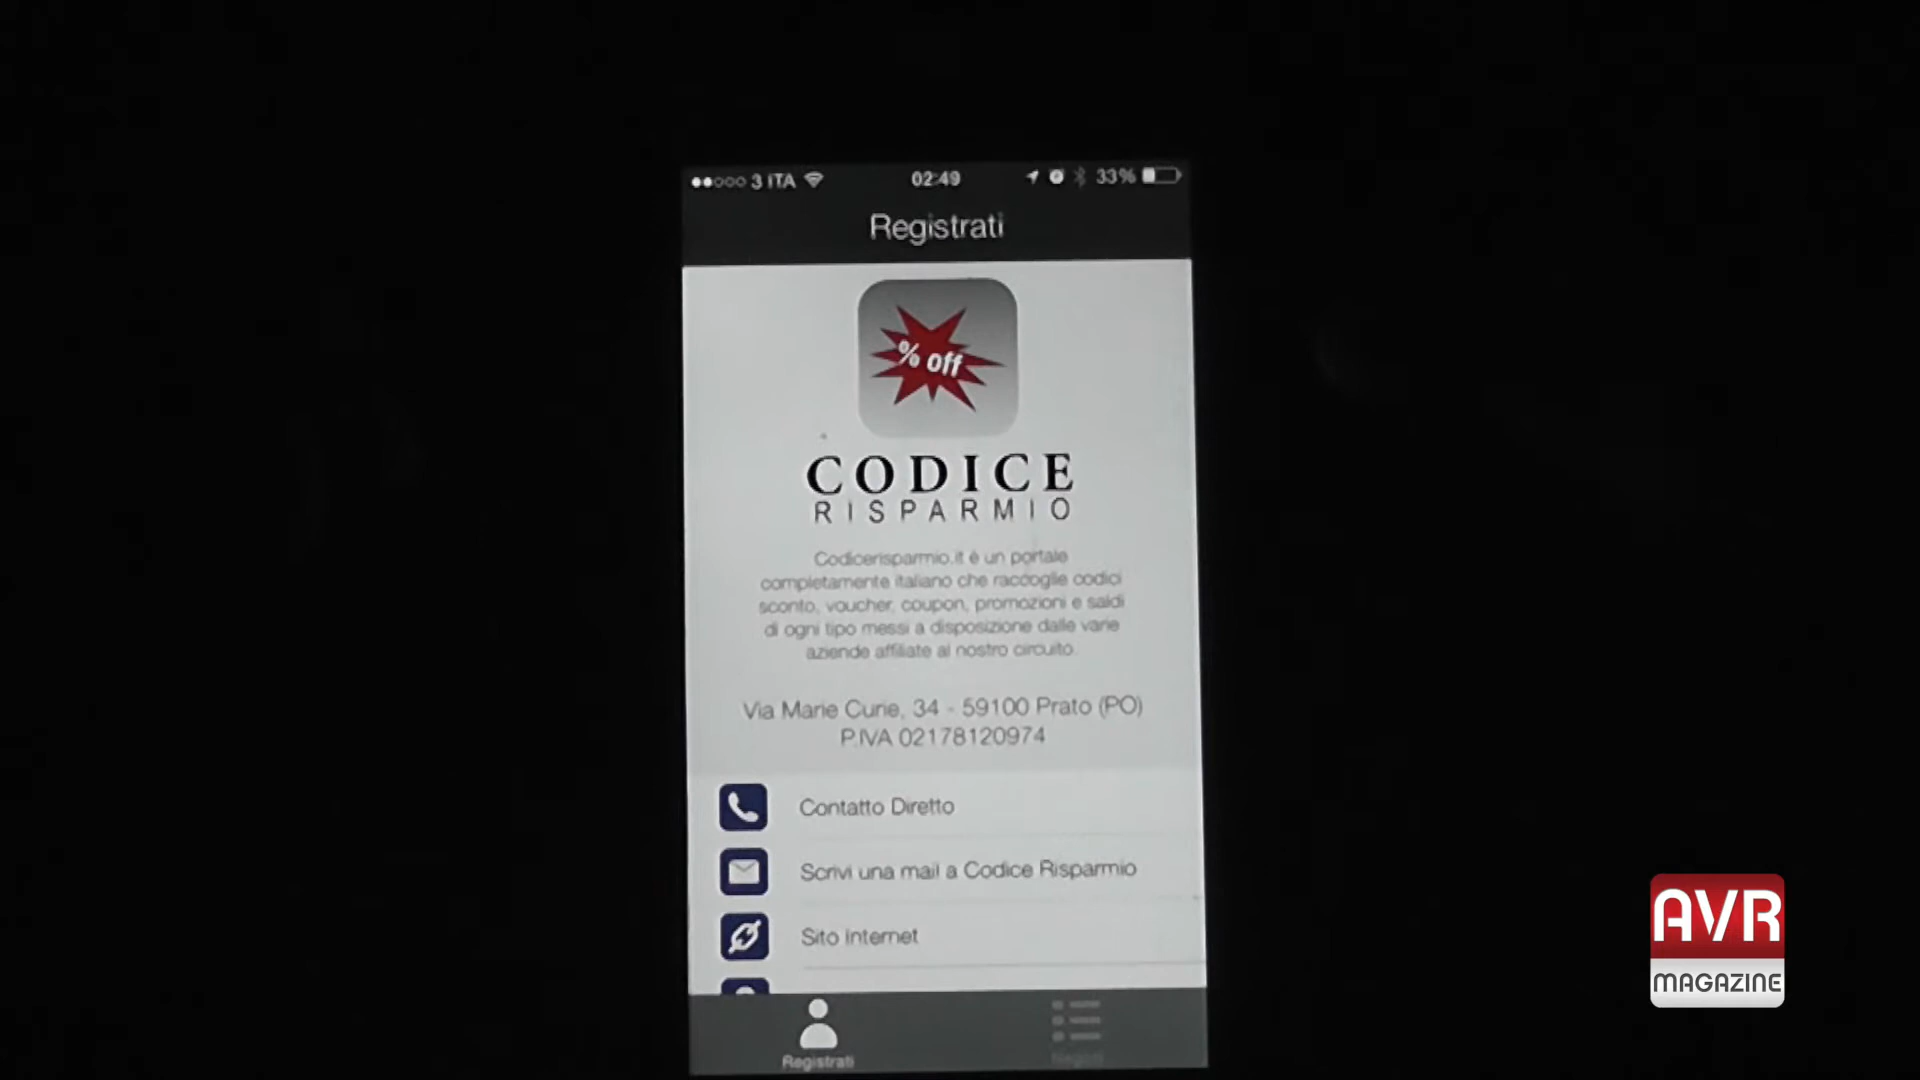 3 ITA 02:49 33%
Registrati
% off
CODICE
RISPARMIO
Codicerisparmio.it è un portale
completamente italiano che raccoglie codici
sconto, voucher, coupon, promozioni e saldi
di ogni tipo messi a disposizione dalle varie
aziende affiliate al nostro circuito.
Via Marie Curie, 34 - 59100 Prato (PO)
P.IVA 02178120974
Contatto Diretto
Scrivi una mail a Codice Risparmio
Sito Internet
Registrati
AVR
MAGAZINE